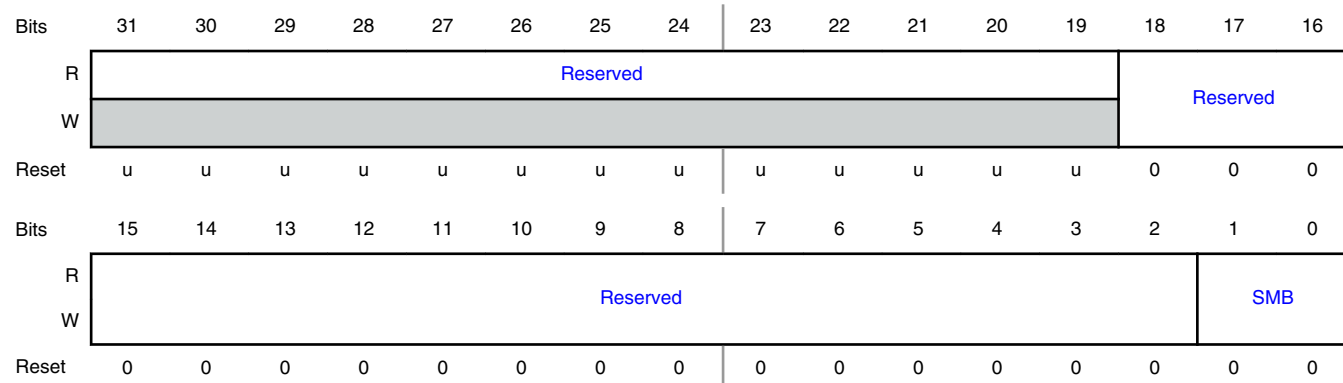 Bits 31 30 29 28 27 26 25 24 23 22 21 20 19 18 17 16
R Reserved
Reserved
W
Reset u u u u u u u u u u u u u 0 0 0
Bits 15 14 13 12 11 10 9 8 7 6 5 4 3 2 1 0
R
Reserved SMB
W
Reset 0 0 0 0 0 0 0 0 0 0 0 0 0 0 0 0